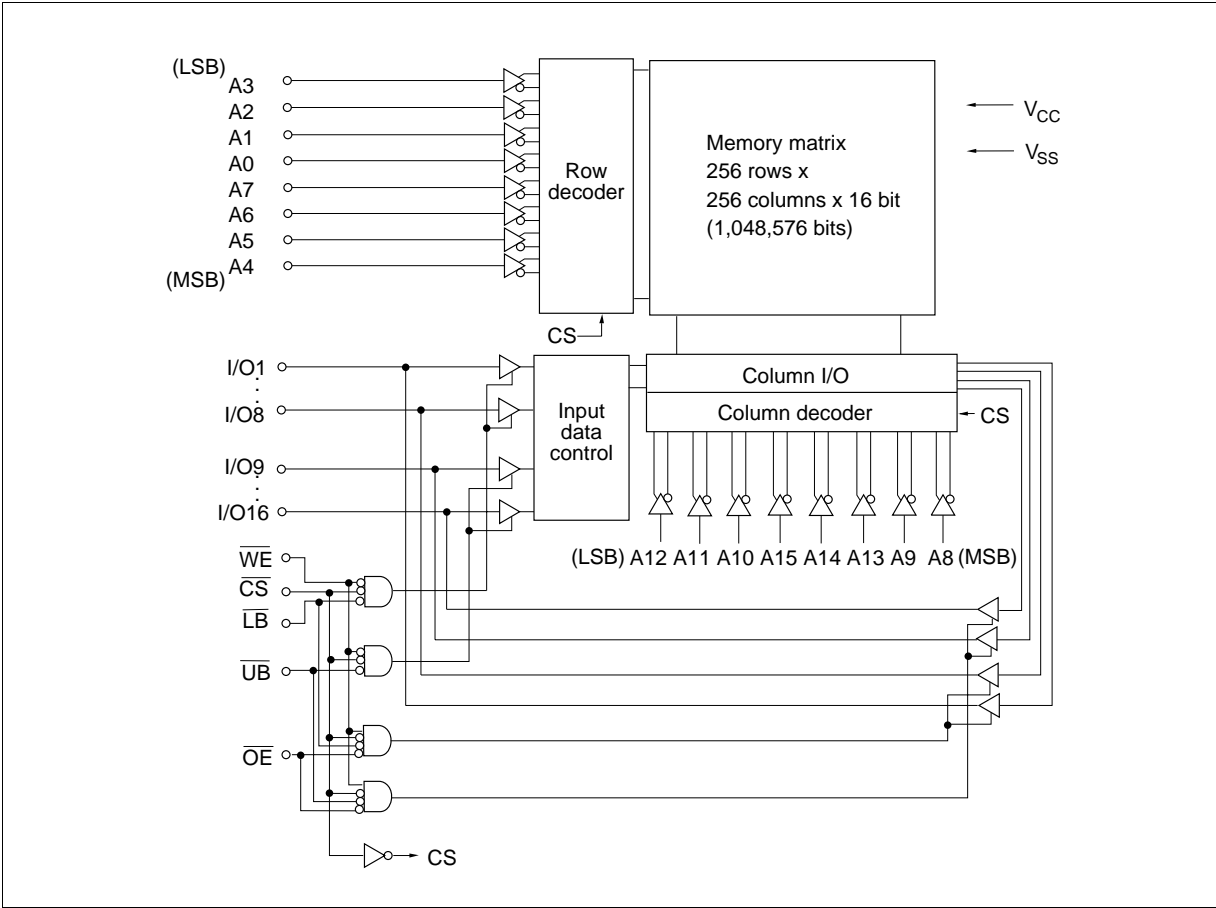 (LSB)
A3
A2
A1
A0
A7
A6
A5
A4
(MSB)
Row
decoder
CS
Memory matrix
256 rows x
256 columns x 16 bit
(1,048,576 bits)
VCC
VSS
I/O1
I/O8
I/O9
I/O16
Input
data
control
Column I/O
Column decoder
CS
(LSB) A12 A11 A10 A15 A14 A13 A9 A8 (MSB)
WE
CS
LB
UB
OE
CS